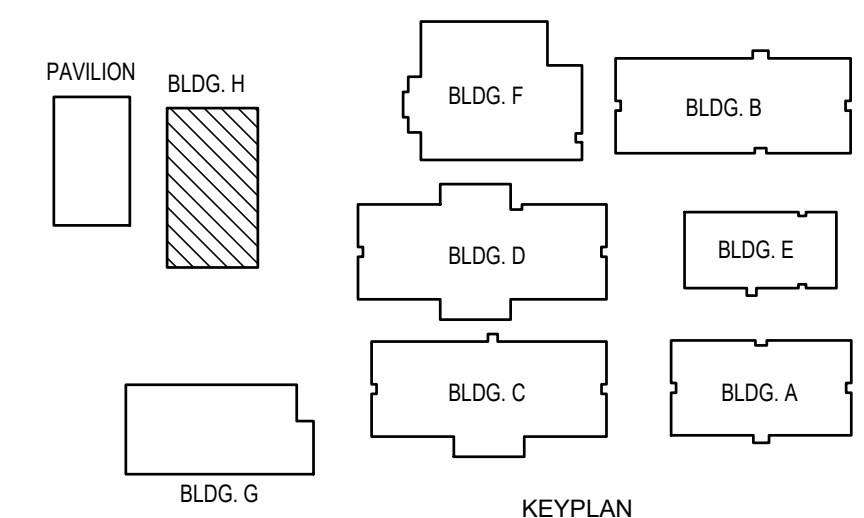 PAVILION
BLDG. H
BLDG. F
BLDG. B
BLDG. D
BLDG. E
BLDG. C
BLDG. A
BLDG. G
KEYPLAN